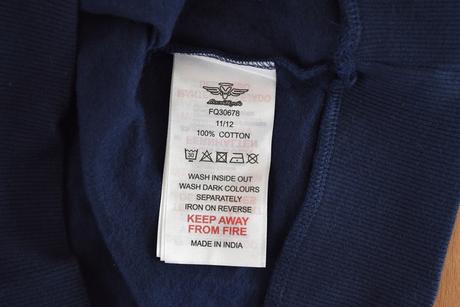 FQ30678
11/12
100% COTTON
30
WASH INSIDE OUT
WASH DARK COLOURS
SEPARATELY
IRON ON REVERSE
KEEP AWAY
FROM FIRE
MADE IN INDIA